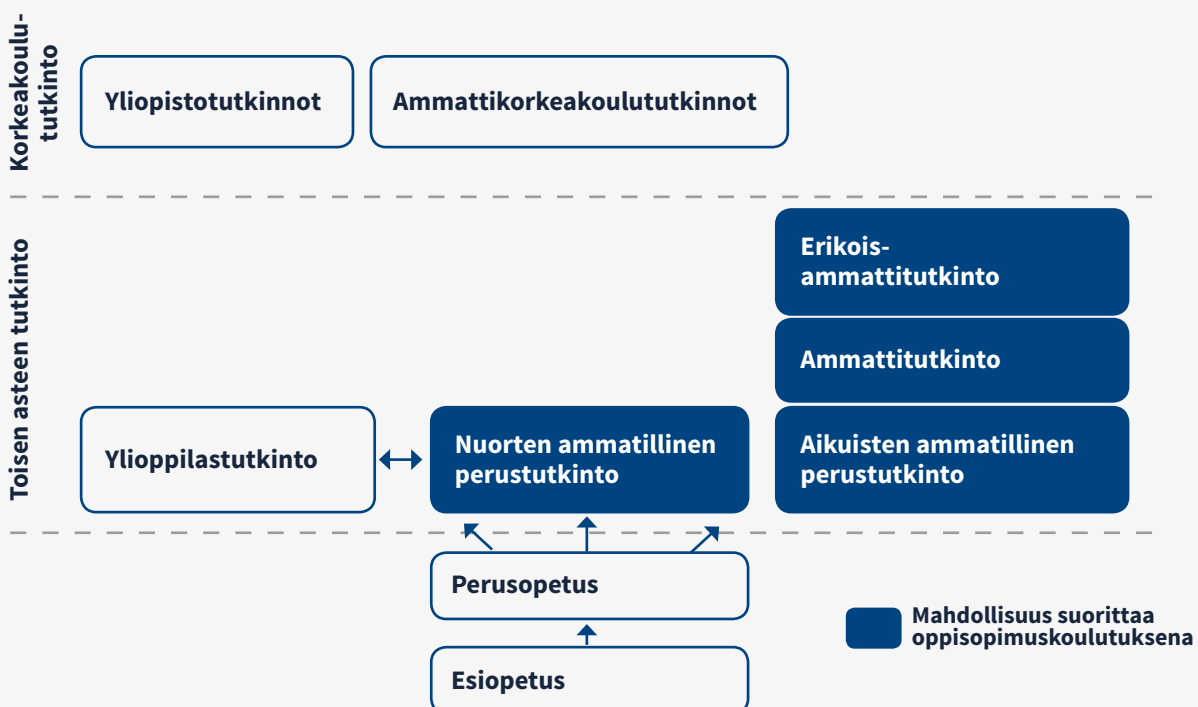 Korkeakoulu-
tutkinto
Yliopistotutkinnot
Ammattikorkeakoulututkinnot
Toisen asteen tutkinto
Erikois-
ammattitutkinto
Ammattitutkinto
Ylioppilastutkinto
Nuorten ammatillinen
perustutkinto
Aikuisten ammatillinen
perustutkinto
Perusopetus
Esiopetus
Mahdollisuus suorittaa
oppisopimuskoulutuksena